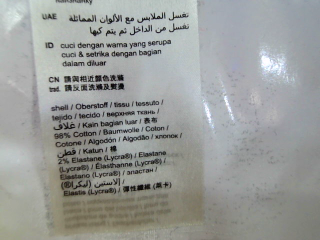 UAE تغسل الملابس مع الألوان المماثلة
تغسل من الداخل ثم يتم كيها
ID cuci dengan warna yang serupa
cuci & setrika dengan bagian
dalam diluar
CN 請與相近顏色洗滌
trad. 請反面洗滌及熨燙
shell / Oberstoff / tissu / tessuto /
tejido / tecido / верхняя ткань /
غلاف / Kain bagian luar / 表布
98% Cotton / Baumwolle / Coton /
Cotone / Algodón / Algodão / хлопок /
قطن / Katun / 棉
2% Elastane (Lycra®) / Elastane
(Lycra®) / Elasthanne (Lycra®) /
Elastano (Lycra®) / эластан /
إلاستين (ليكرا®) /
Elastis (Lycra®) / 彈性纖維 (萊卡)